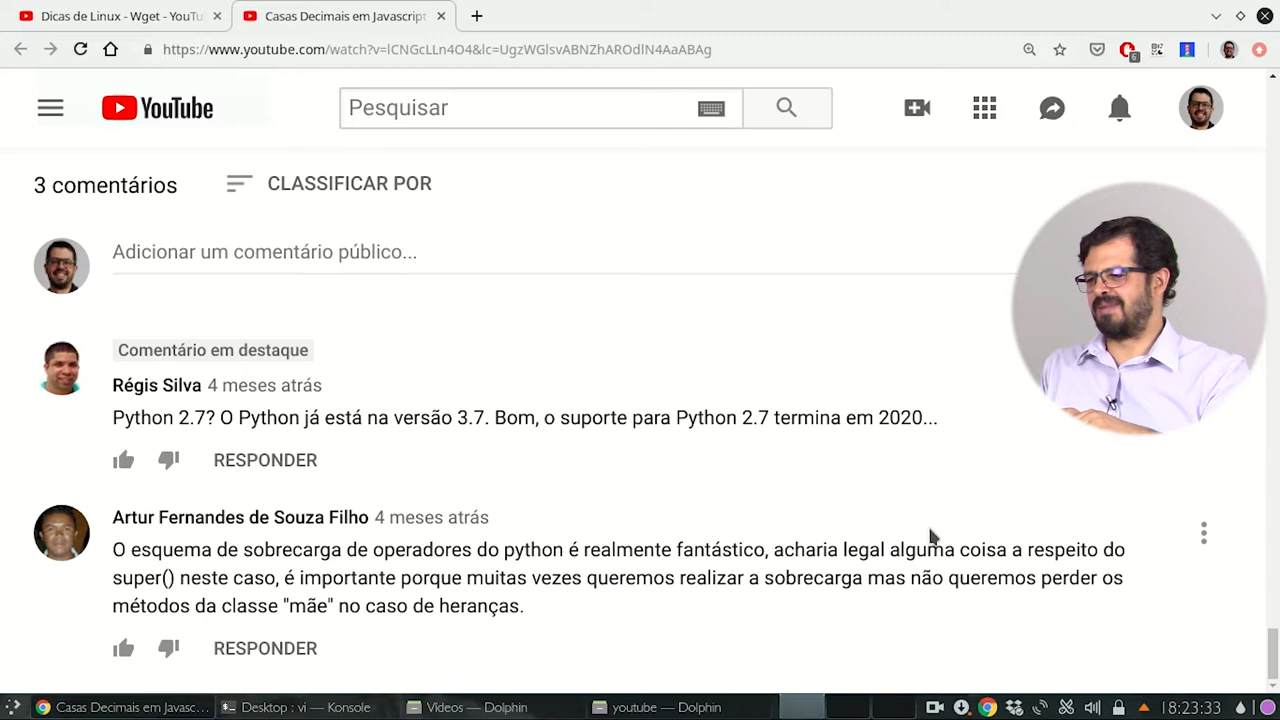 Dicas de Linux - Wget - YouTu
Casas Decimais em Javascript
https://www.youtube.com/watch?v=lCNGcLLn4O4&lc=UgzWGlsvABNZhAROdlN4AaABAg
6
YouTube
Pesquisar
3 comentários
CLASSIFICAR POR
Adicionar um comentário público...
Comentário em destaque
Régis Silva 4 meses atrás
Python 2.7? O Python já está na versão 3.7. Bom, o suporte para Python 2.7 termina em 2020...
RESPONDER
Artur Fernandes de Souza Filho 4 meses atrás
O esquema de sobrecarga de operadores do python é realmente fantástico, acharia legal alguma coisa a respeito do
super() neste caso, é importante porque muitas vezes queremos realizar a sobrecarga mas não queremos perder os
métodos da classe "mãe" no caso de heranças.
RESPONDER
Casas Decimais em Javasc...
Desktop : vi — Konsole
Vídeos — Dolphin
youtube — Dolphin
18:23:33